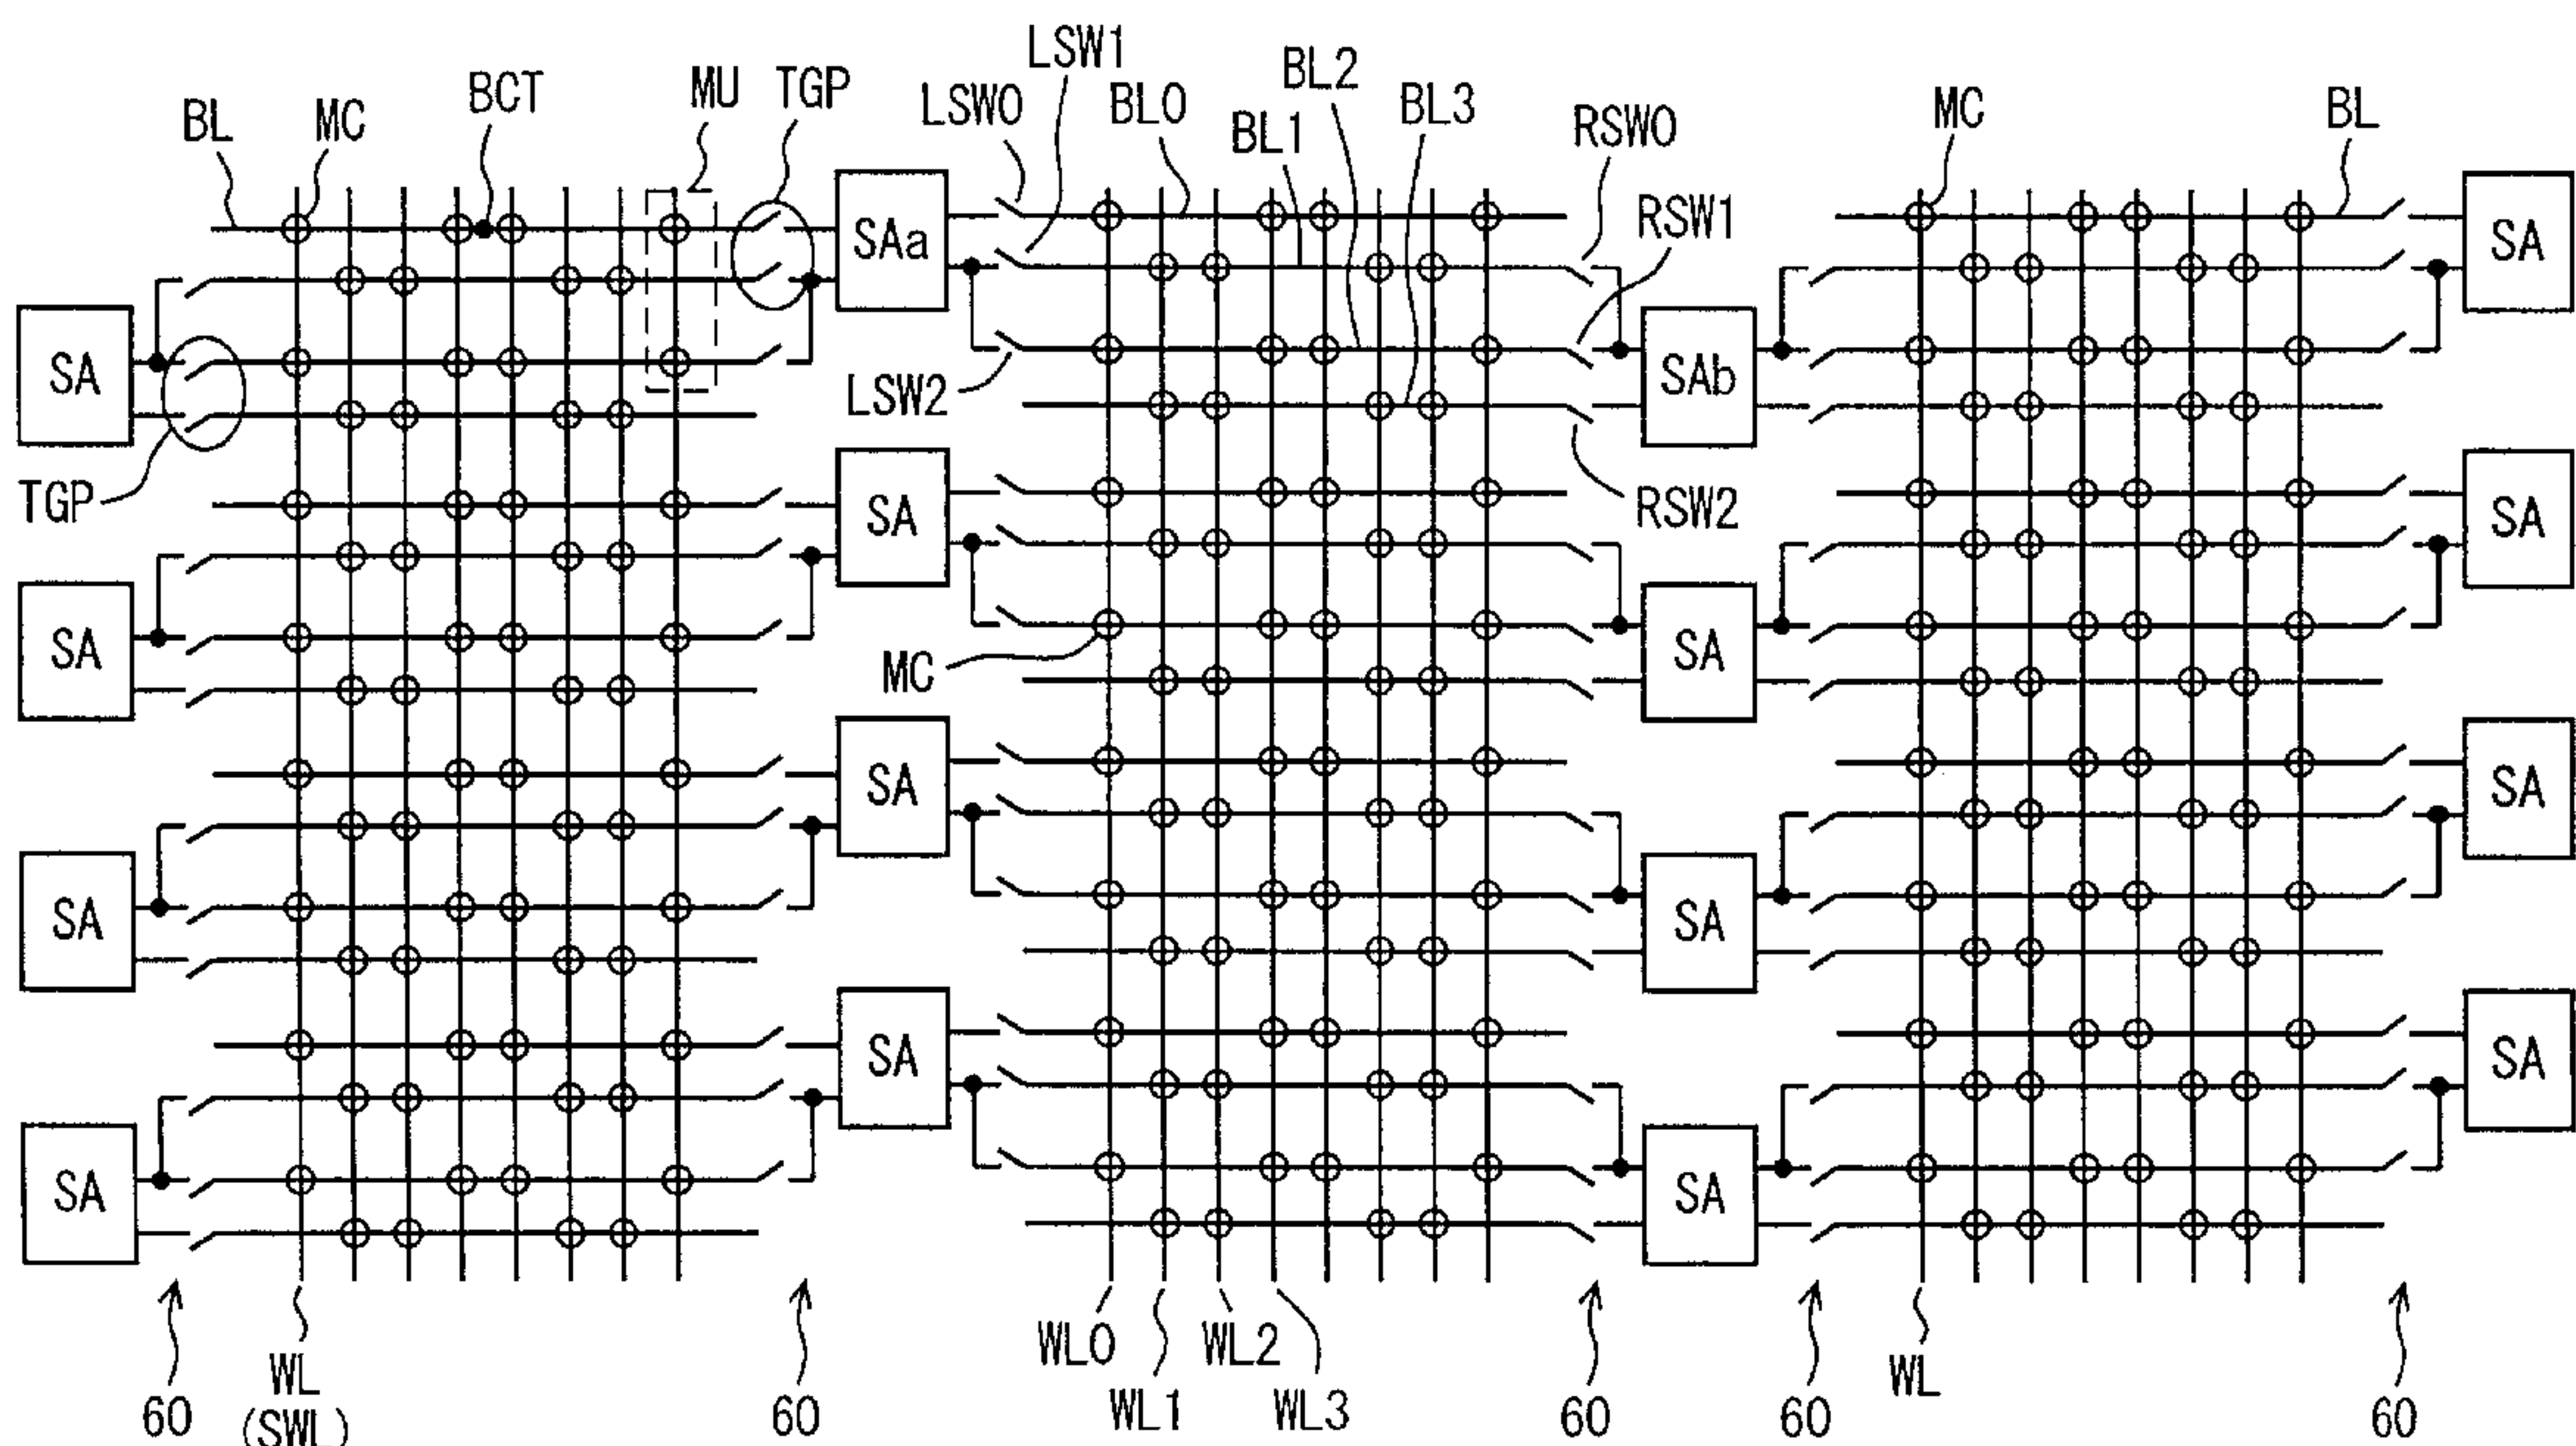 LSW1
BL2
MU TGP
BCT
LSW0
BL0
BL3
BL
MC
BL1
RSW0
MC
BL
RSW1
SAa
SA
SA
SAb
LSW2
TGP
RSW2
SA
SA
SA
MC
SA
SA
SA
SA
SA
SA
SA
SA
SA
SA
WL0
WL2
WL
(SWL)
WL1
WL3
WL
60
60
60
60
60